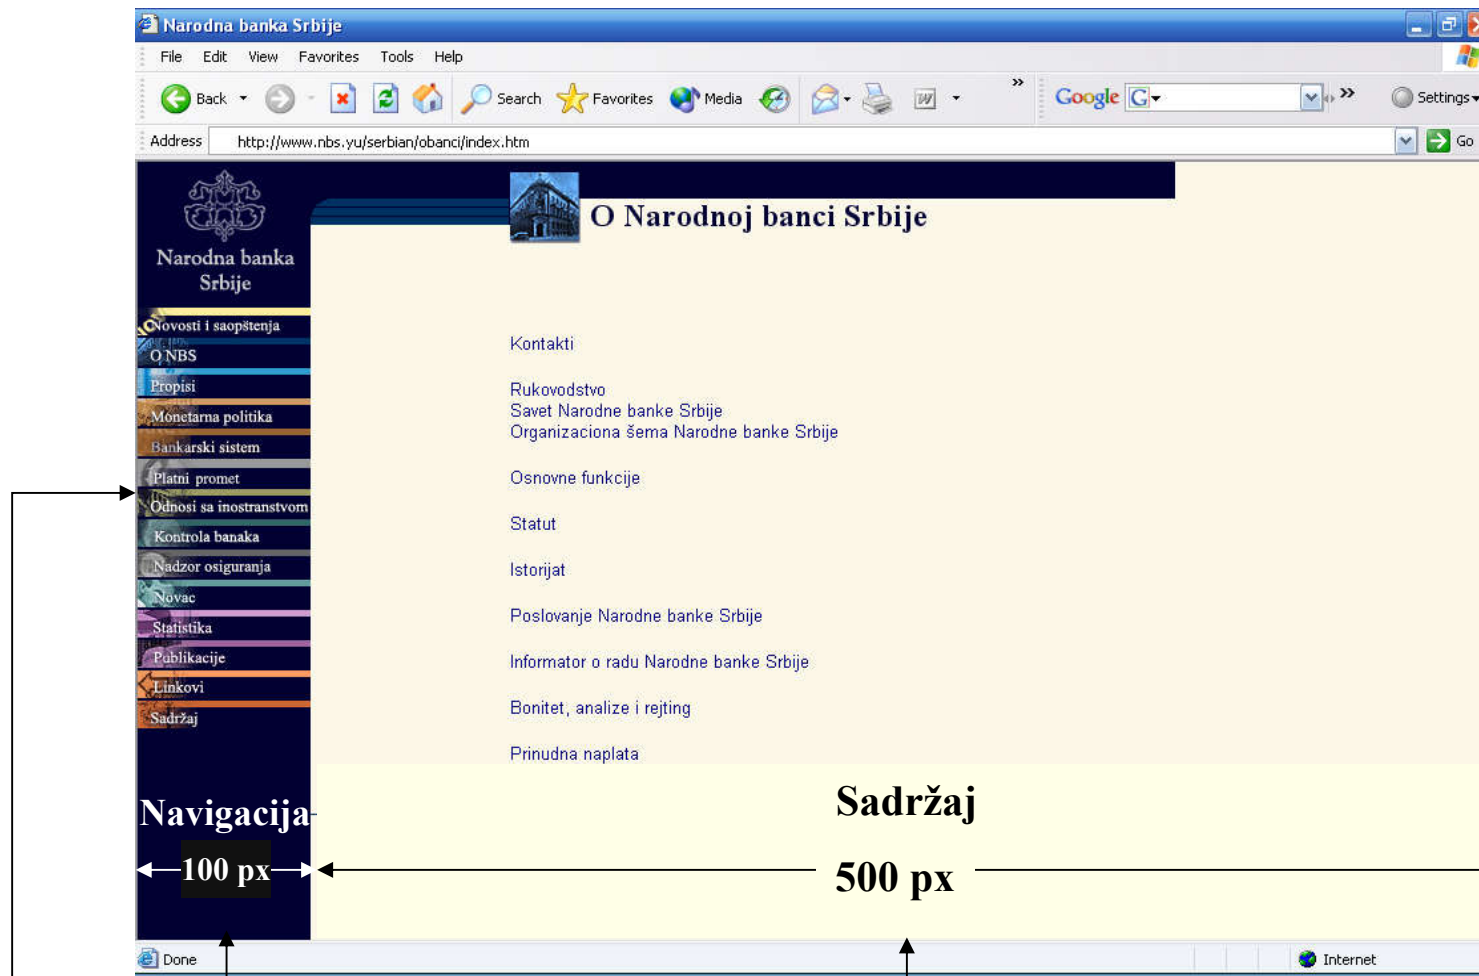 Narodna banka Srbije
File Edit View Favorites Tools Help
Back Search Favorites Media » Google G » Settings
Address http://www.nbs.yu/serbian/obanci/index.htm Go
O Narodnoj banci Srbije
Narodna banka
Srbije
Novosti i saopštenja
O NBS
Propisi
Monetarna politika
Bankarski sistem
Platni promet
Odnosi sa inostranstvom
Kontrola banaka
Nadzor osiguranja
Novac
Statistika
Publikacije
Linkovi
Sadržaj
Kontakti
Rukovodstvo
Savet Narodne banke Srbije
Organizaciona šema Narodne banke Srbije
Osnovne funkcije
Statut
Istorijat
Poslovanje Narodne banke Srbije
Informator o radu Narodne banke Srbije
Bonitet, analize i rejting
Prinudna naplata
Navigacija
100 px
Sadržaj
500 px
Done Internet